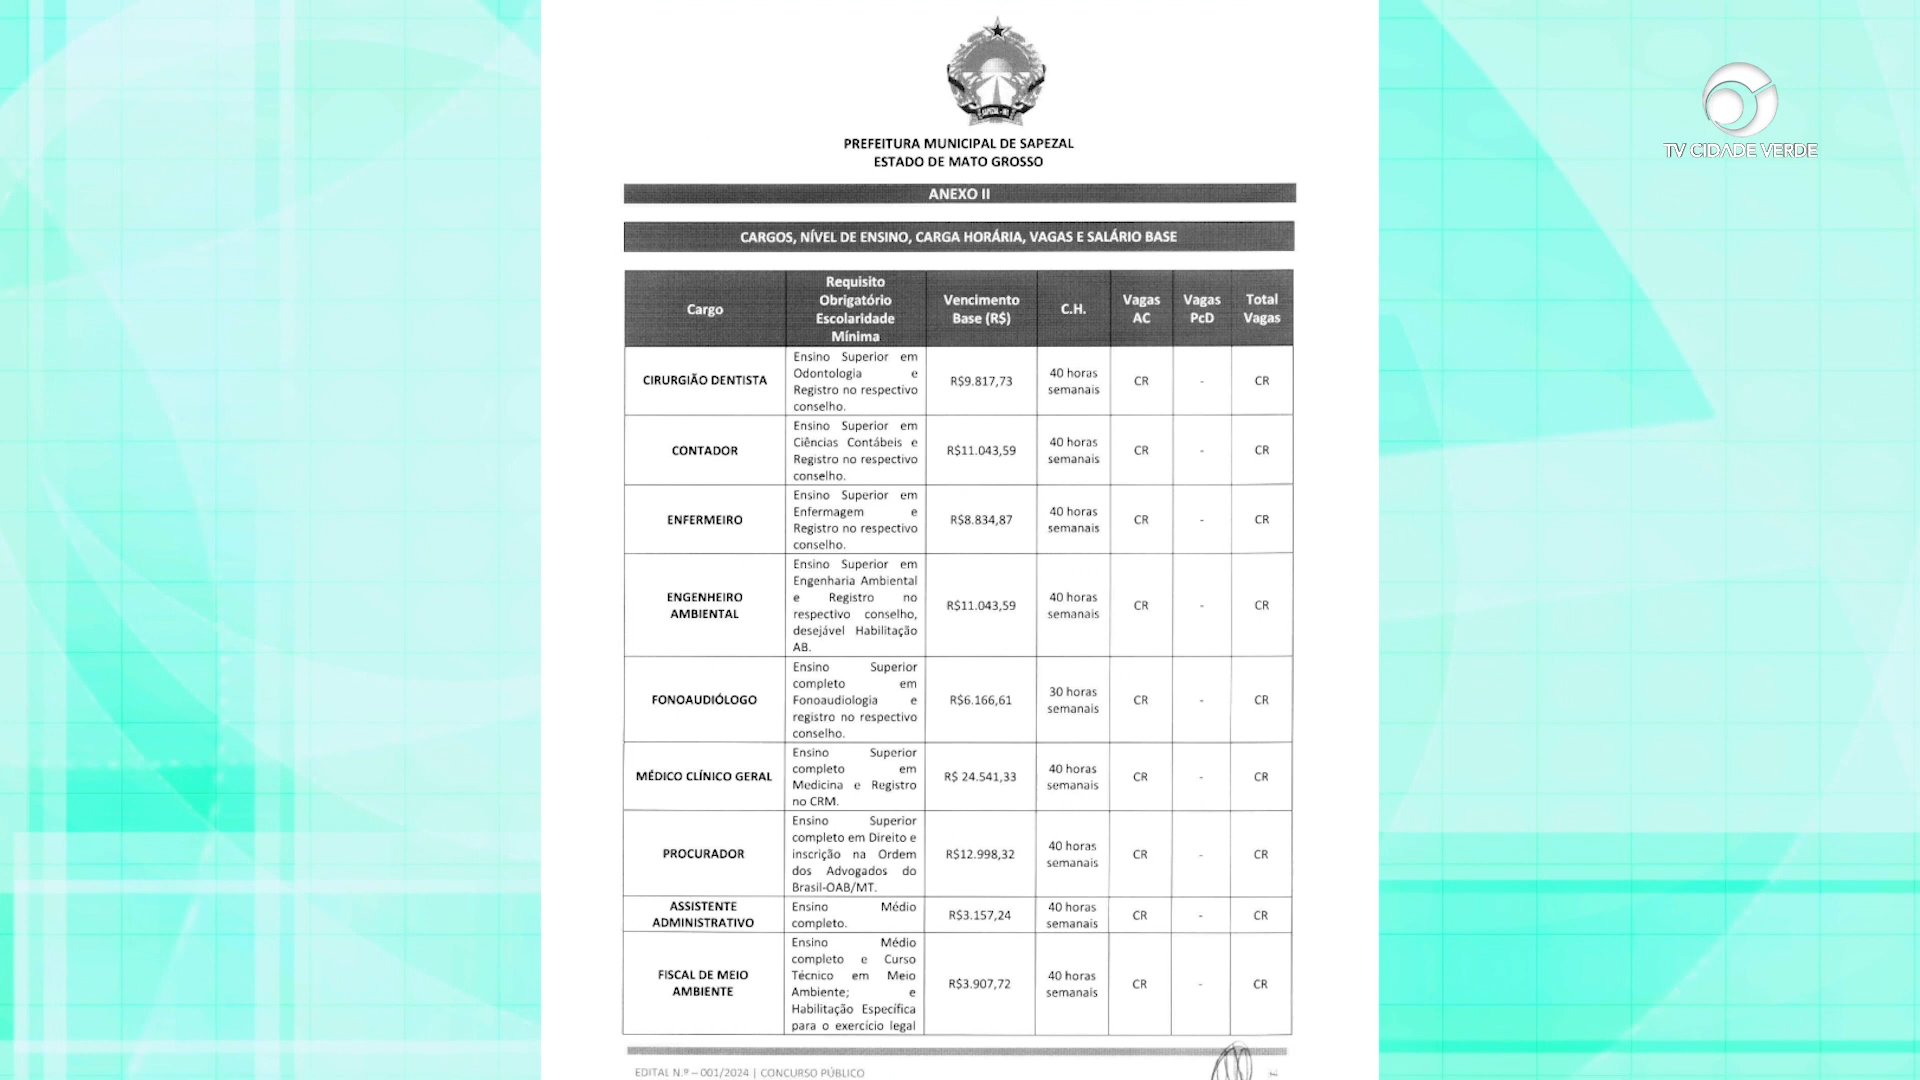 TV CIDADE VERDE
PREFEITURA MUNICIPAL DE SAPEZAL
ESTADO DE MATO GROSSO
ANEXO II
CARGOS, NÍVEL DE ENSINO, CARGA HORÁRIA, VAGAS E SALÁRIO BASE
Cargo
Requisito
Obrigatório
Escolaridade
Mínima
Vencimento
Base (R$)
C.H.
Vagas
AC
Vagas
PcD
Total
Vagas
CIRURGIÃO DENTISTA
Ensino Superior em
Odontologia e
Registro no respectivo
conselho.
R$9.817,73
40 horas
semanais
CR
-
CR
CONTADOR
Ensino Superior em
Ciências Contábeis e
Registro no respectivo
conselho.
R$11.043,59
40 horas
semanais
CR
-
CR
ENFERMEIRO
Ensino Superior em
Enfermagem e
Registro no respectivo
conselho.
R$8.834,87
40 horas
semanais
CR
-
CR
ENGENHEIRO
AMBIENTAL
Ensino Superior em
Engenharia Ambiental
e Registro no
respectivo conselho,
desejável Habilitação
AB.
R$11.043,59
40 horas
semanais
CR
-
CR
FONOAUDIÓLOGO
Ensino Superior
completo em
Fonoaudiologia e
registro no respectivo
conselho.
R$6.166,61
30 horas
semanais
CR
-
CR
MÉDICO CLÍNICO GERAL
Ensino Superior
completo em
Medicina e Registro
no CRM.
R$ 24.541,33
40 horas
semanais
CR
-
CR
PROCURADOR
Ensino Superior
completo em Direito e
inscrição na Ordem
dos Advogados do
Brasil-OAB/MT.
R$12.998,32
40 horas
semanais
CR
-
CR
ASSISTENTE
ADMINISTRATIVO
Ensino Médio
completo.
R$3.157,24
40 horas
semanais
CR
-
CR
FISCAL DE MEIO
AMBIENTE
Ensino Médio
completo e Curso
Técnico em Meio
Ambiente; e
Habilitação Específica
para o exercício legal
R$3.907,72
40 horas
semanais
CR
-
CR
EDITAL N.º – 001/2024 | CONCURSO PÚBLICO